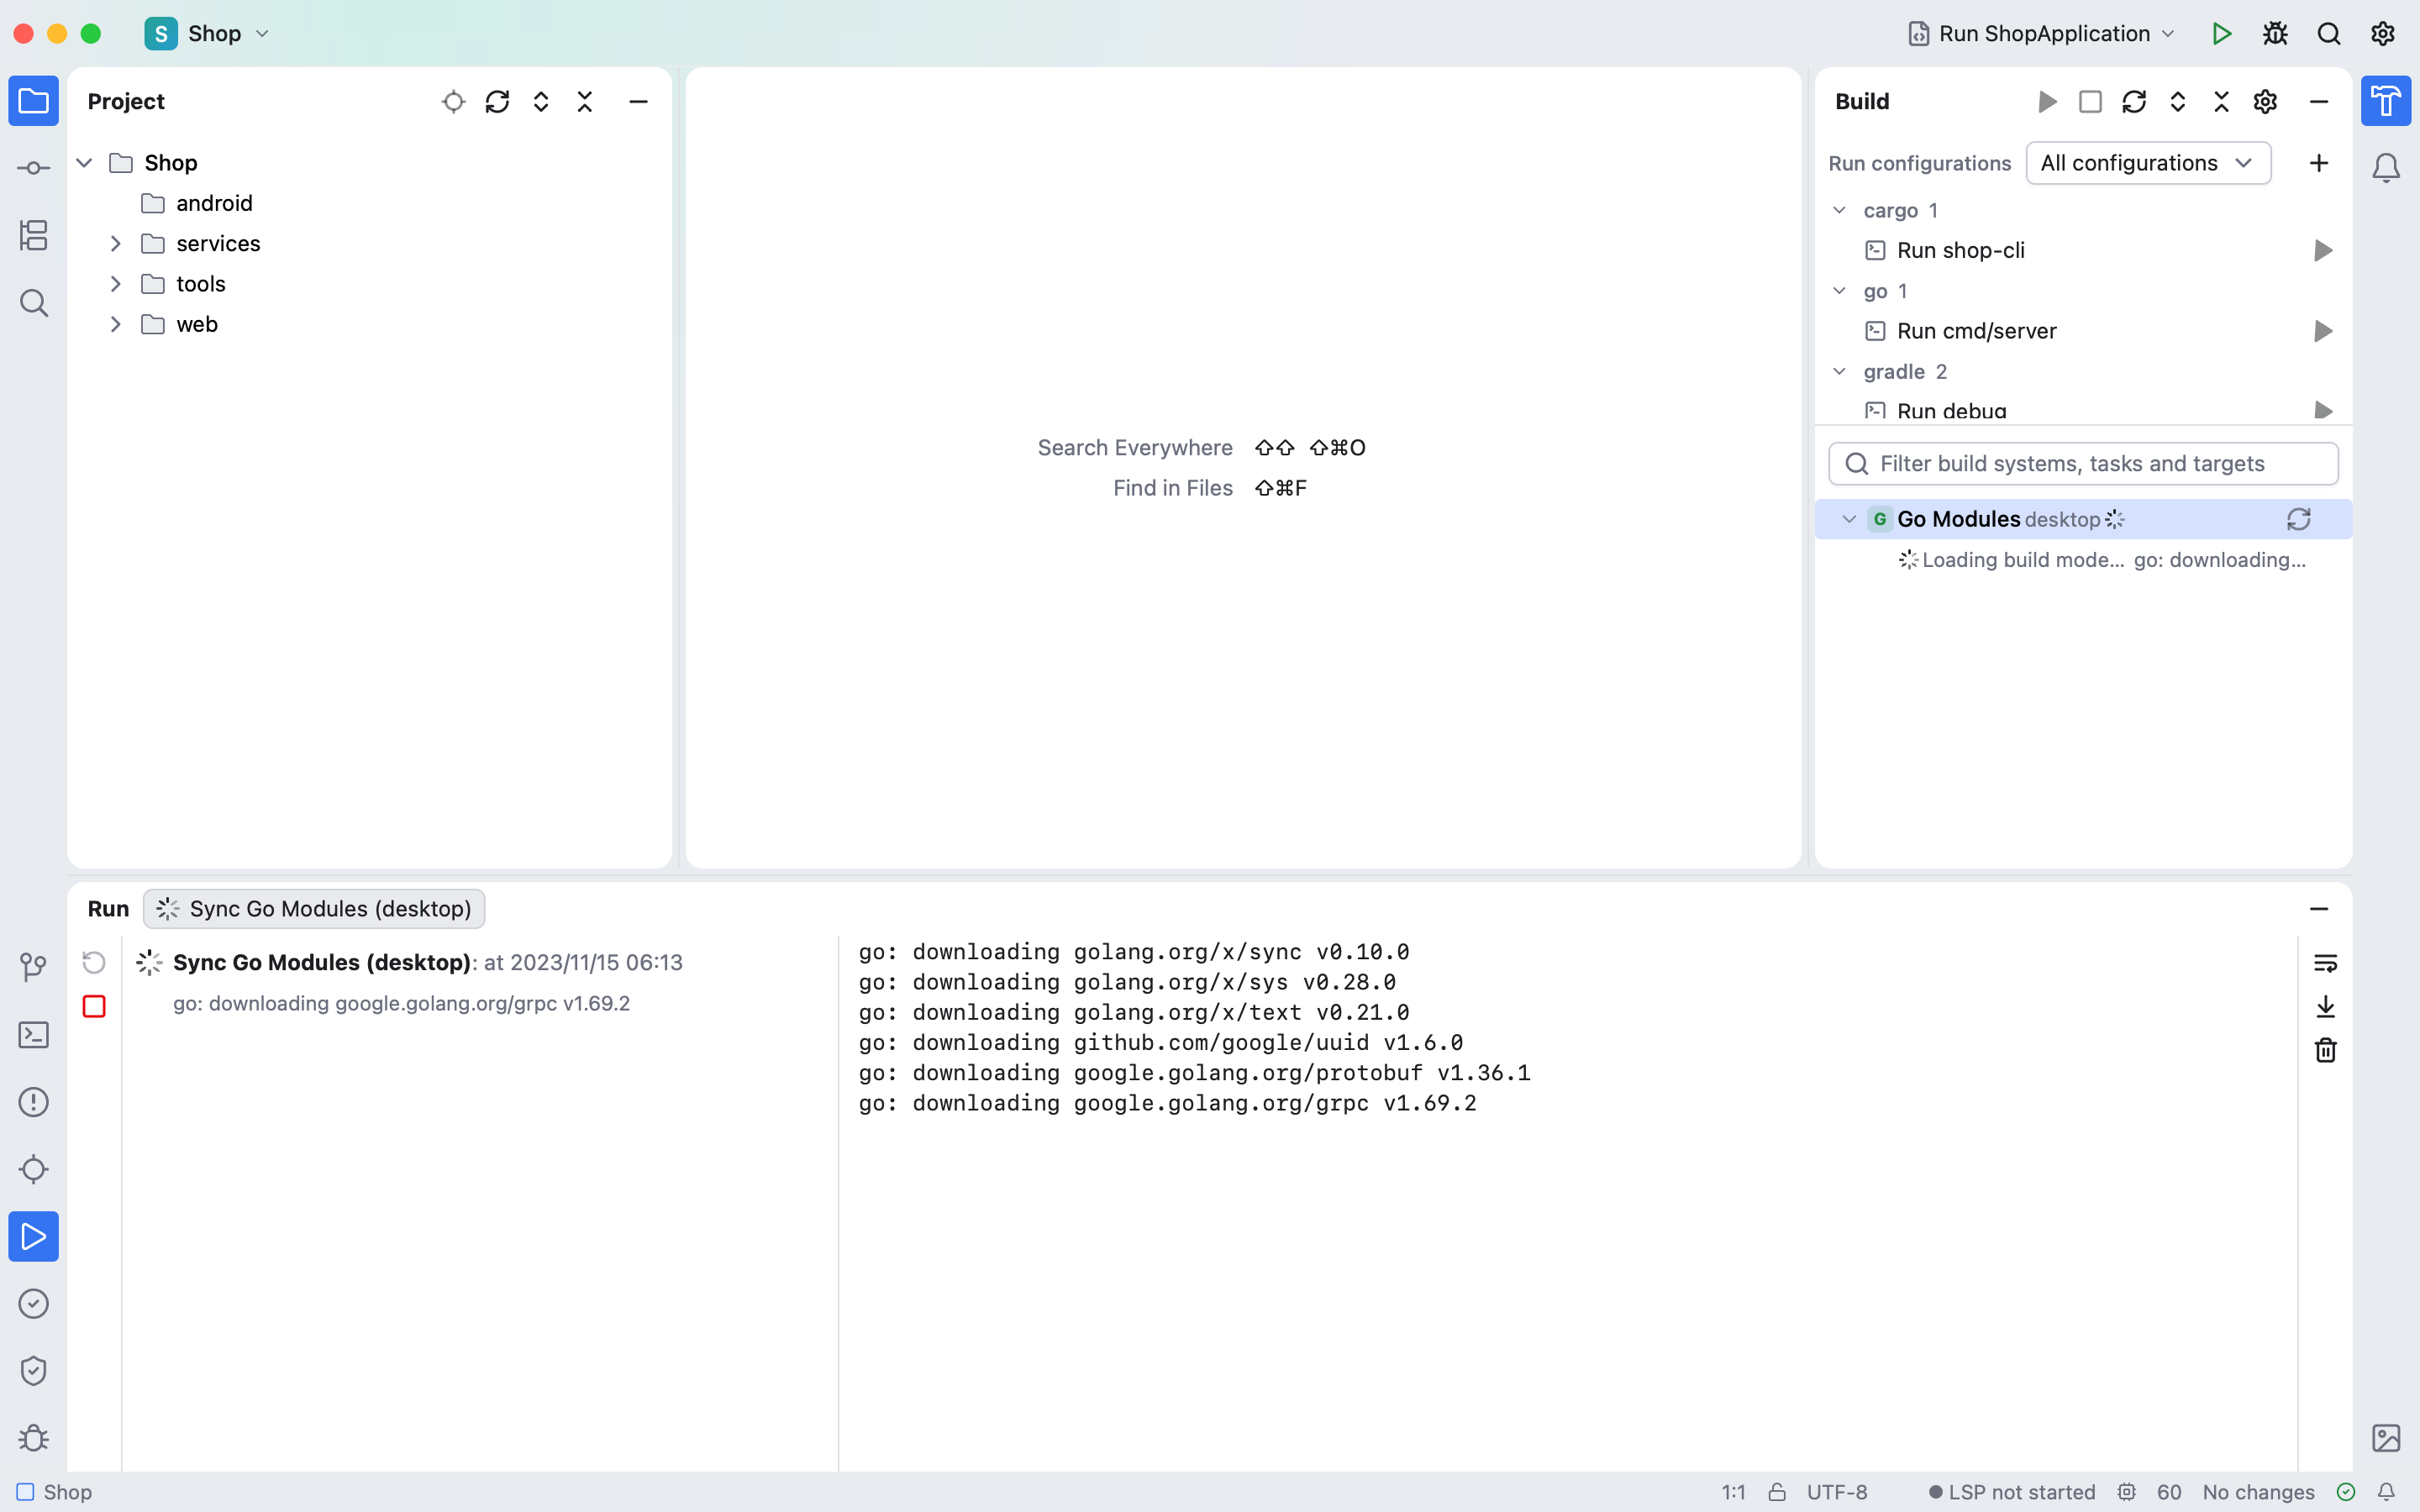 S Shop
Run ShopApplication
Project
Shop
android
services
tools
web
Search Everywhere ⇧⇧ ⇧⌘O
Find in Files ⇧⌘F
Build
Run configurations All configurations
cargo 1
Run shop-cli
go 1
Run cmd/server
gradle 2
Run debug
Filter build systems, tasks and targets
G Go Modules desktop
Loading build mode... go: downloading...
Run Sync Go Modules (desktop)
Sync Go Modules (desktop): at 2023/11/15 06:13
go: downloading google.golang.org/grpc v1.69.2
go: downloading golang.org/x/sync v0.10.0
go: downloading golang.org/x/sys v0.28.0
go: downloading golang.org/x/text v0.21.0
go: downloading github.com/google/uuid v1.6.0
go: downloading google.golang.org/protobuf v1.36.1
go: downloading google.golang.org/grpc v1.69.2
Shop
1:1 UTF-8 LSP not started 60 No changes